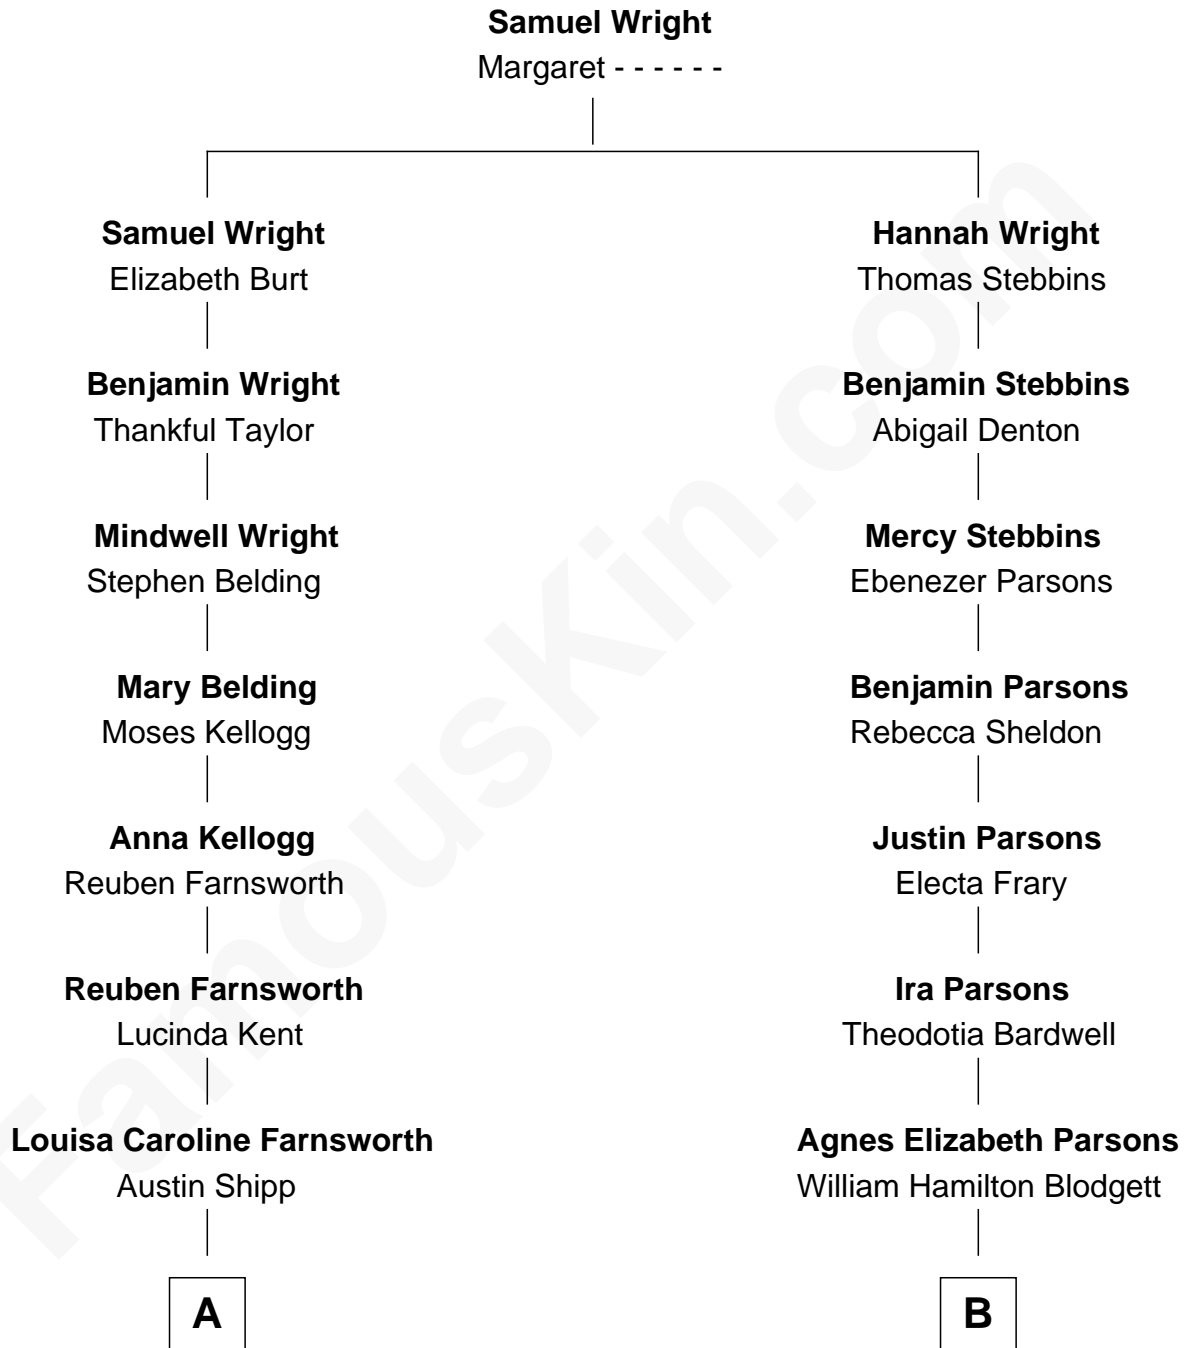 Samuel Wright
Margaret - - - - - -
Samuel Wright
Elizabeth Burt
Benjamin Wright
Thankful Taylor
Mindwell Wright
Stephen Belding
Mary Belding
Moses Kellogg
Anna Kellogg
Reuben Farnsworth
Reuben Farnsworth
Lucinda Kent
Louisa Caroline Farnsworth
Austin Shipp
A
Hannah Wright
Thomas Stebbins
Benjamin Stebbins
Abigail Denton
Mercy Stebbins
Ebenezer Parsons
Benjamin Parsons
Rebecca Sheldon
Justin Parsons
Electa Frary
Ira Parsons
Theodotia Bardwell
Agnes Elizabeth Parsons
William Hamilton Blodgett
B
FamousKin.com